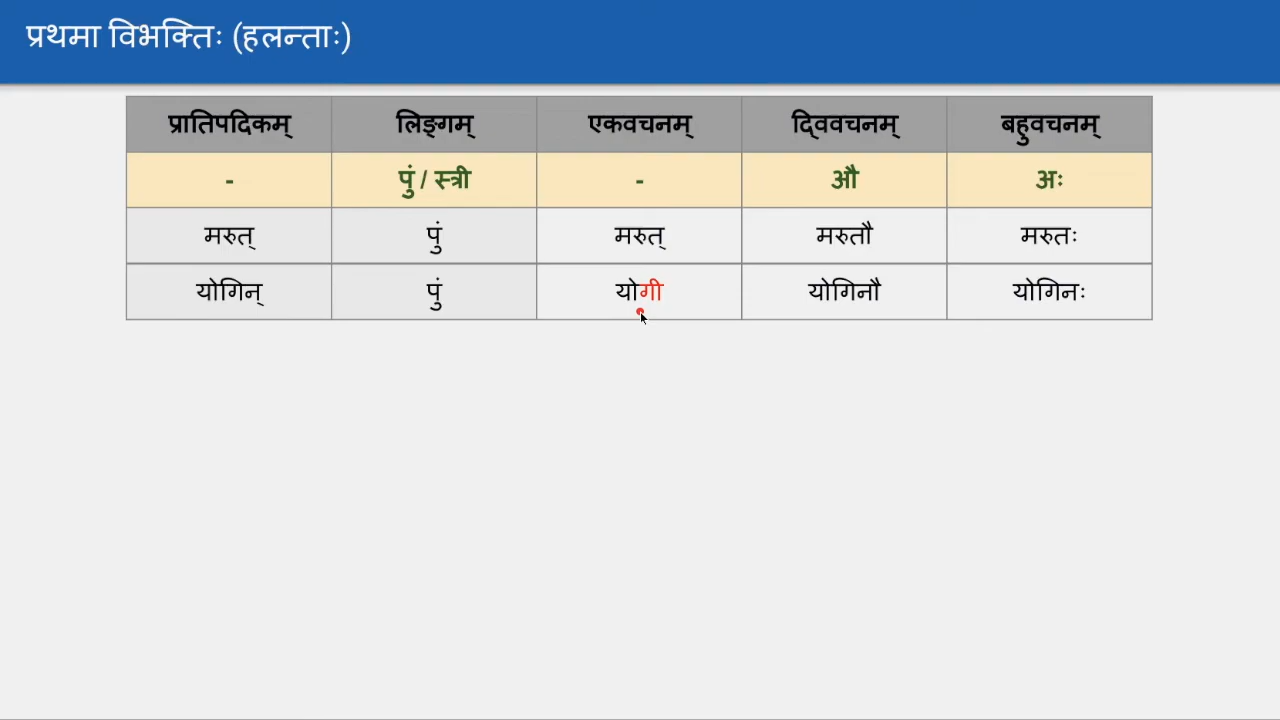 प्रथमा विभक्तिः (हलन्ताः)
प्रातिपदिकम् लिङ्गम् एकवचनम् द्विवचनम् बहुवचनम्
- पुं / स्त्री - औ अः
मरुत् पुं मरुत् मरुतौ मरुतः
योगिन् पुं योगी योगिनौ योगिनः